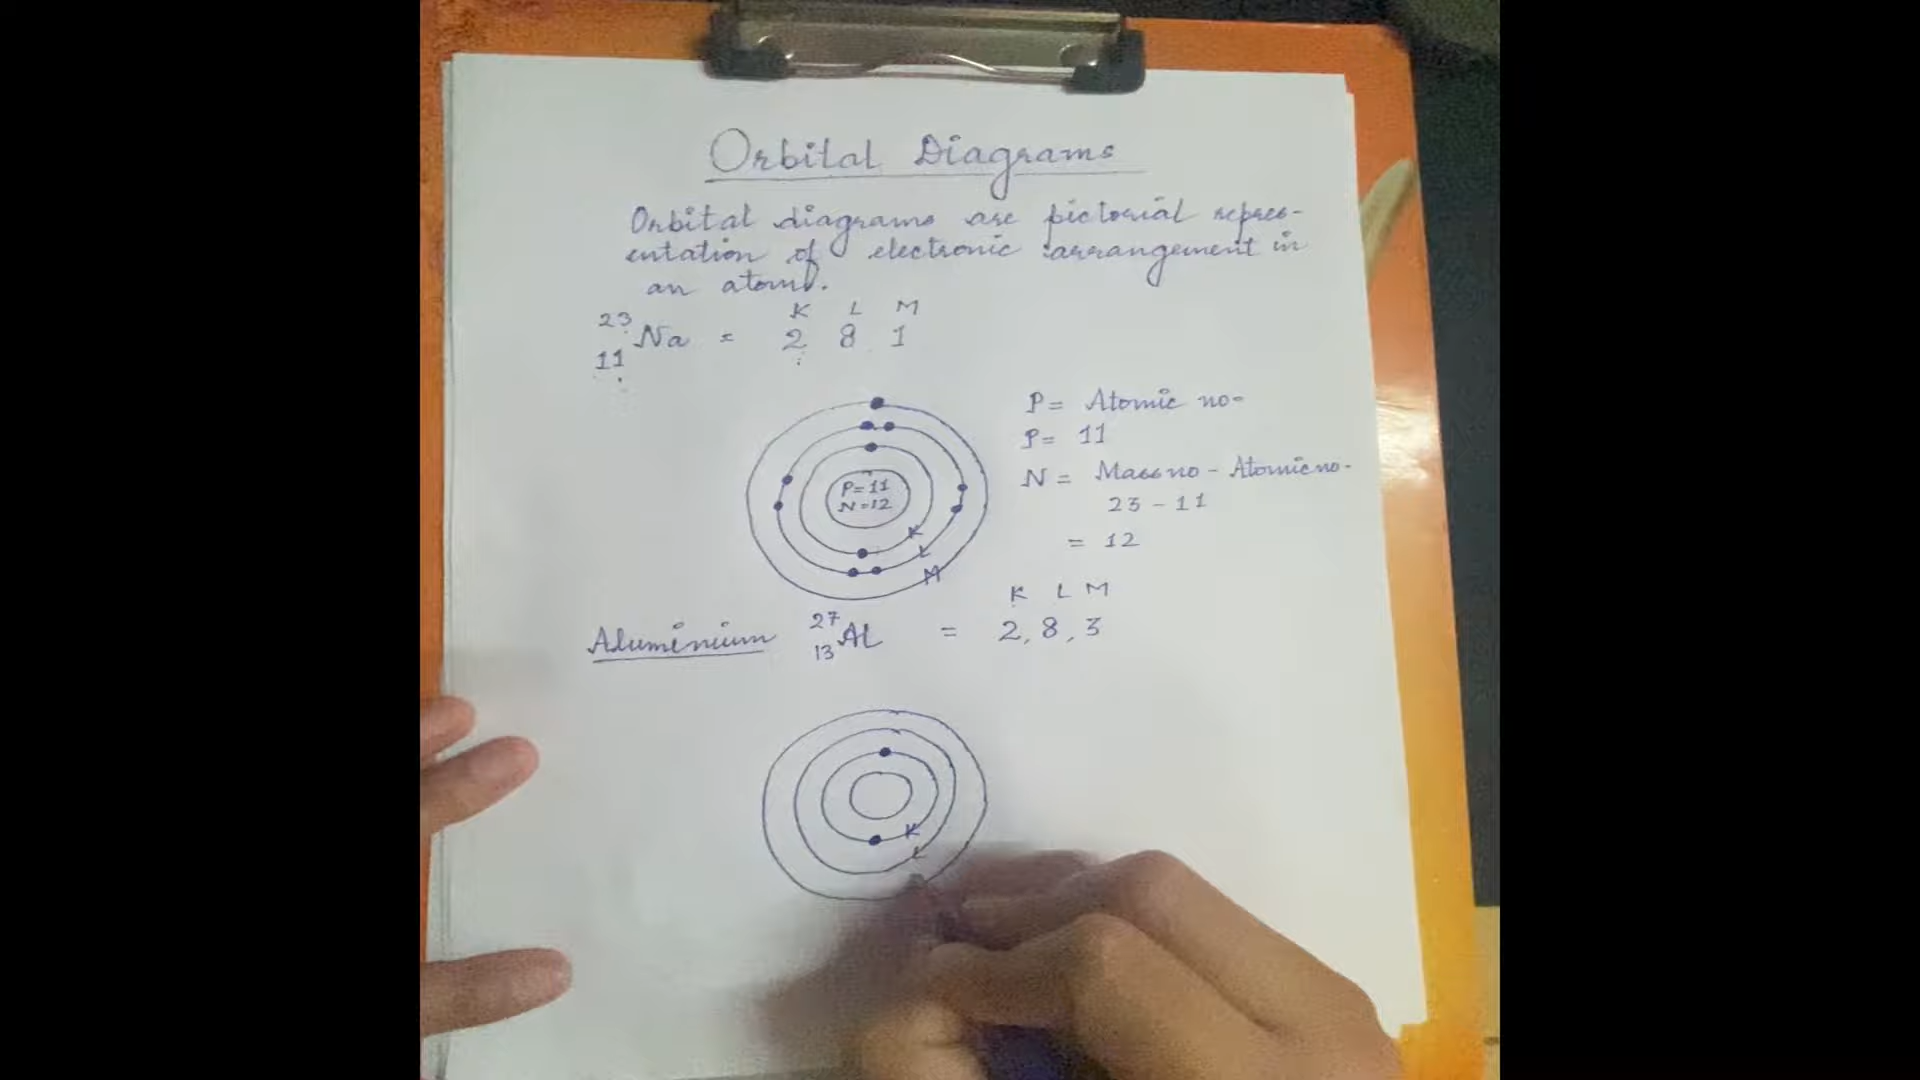 Orbital Diagrams
Orbital diagrams are pictorial repres-
entation of electronic arrangement in
an atom.
K L M
23
11 Na = 2 8 1
P = Atomic no-
P = 11
N = Mass no - Atomic no-
23 - 11
= 12
P = 11
N = 12
K
L
M
K L M
Aluminium 27
13 Al = 2, 8, 3
K
L